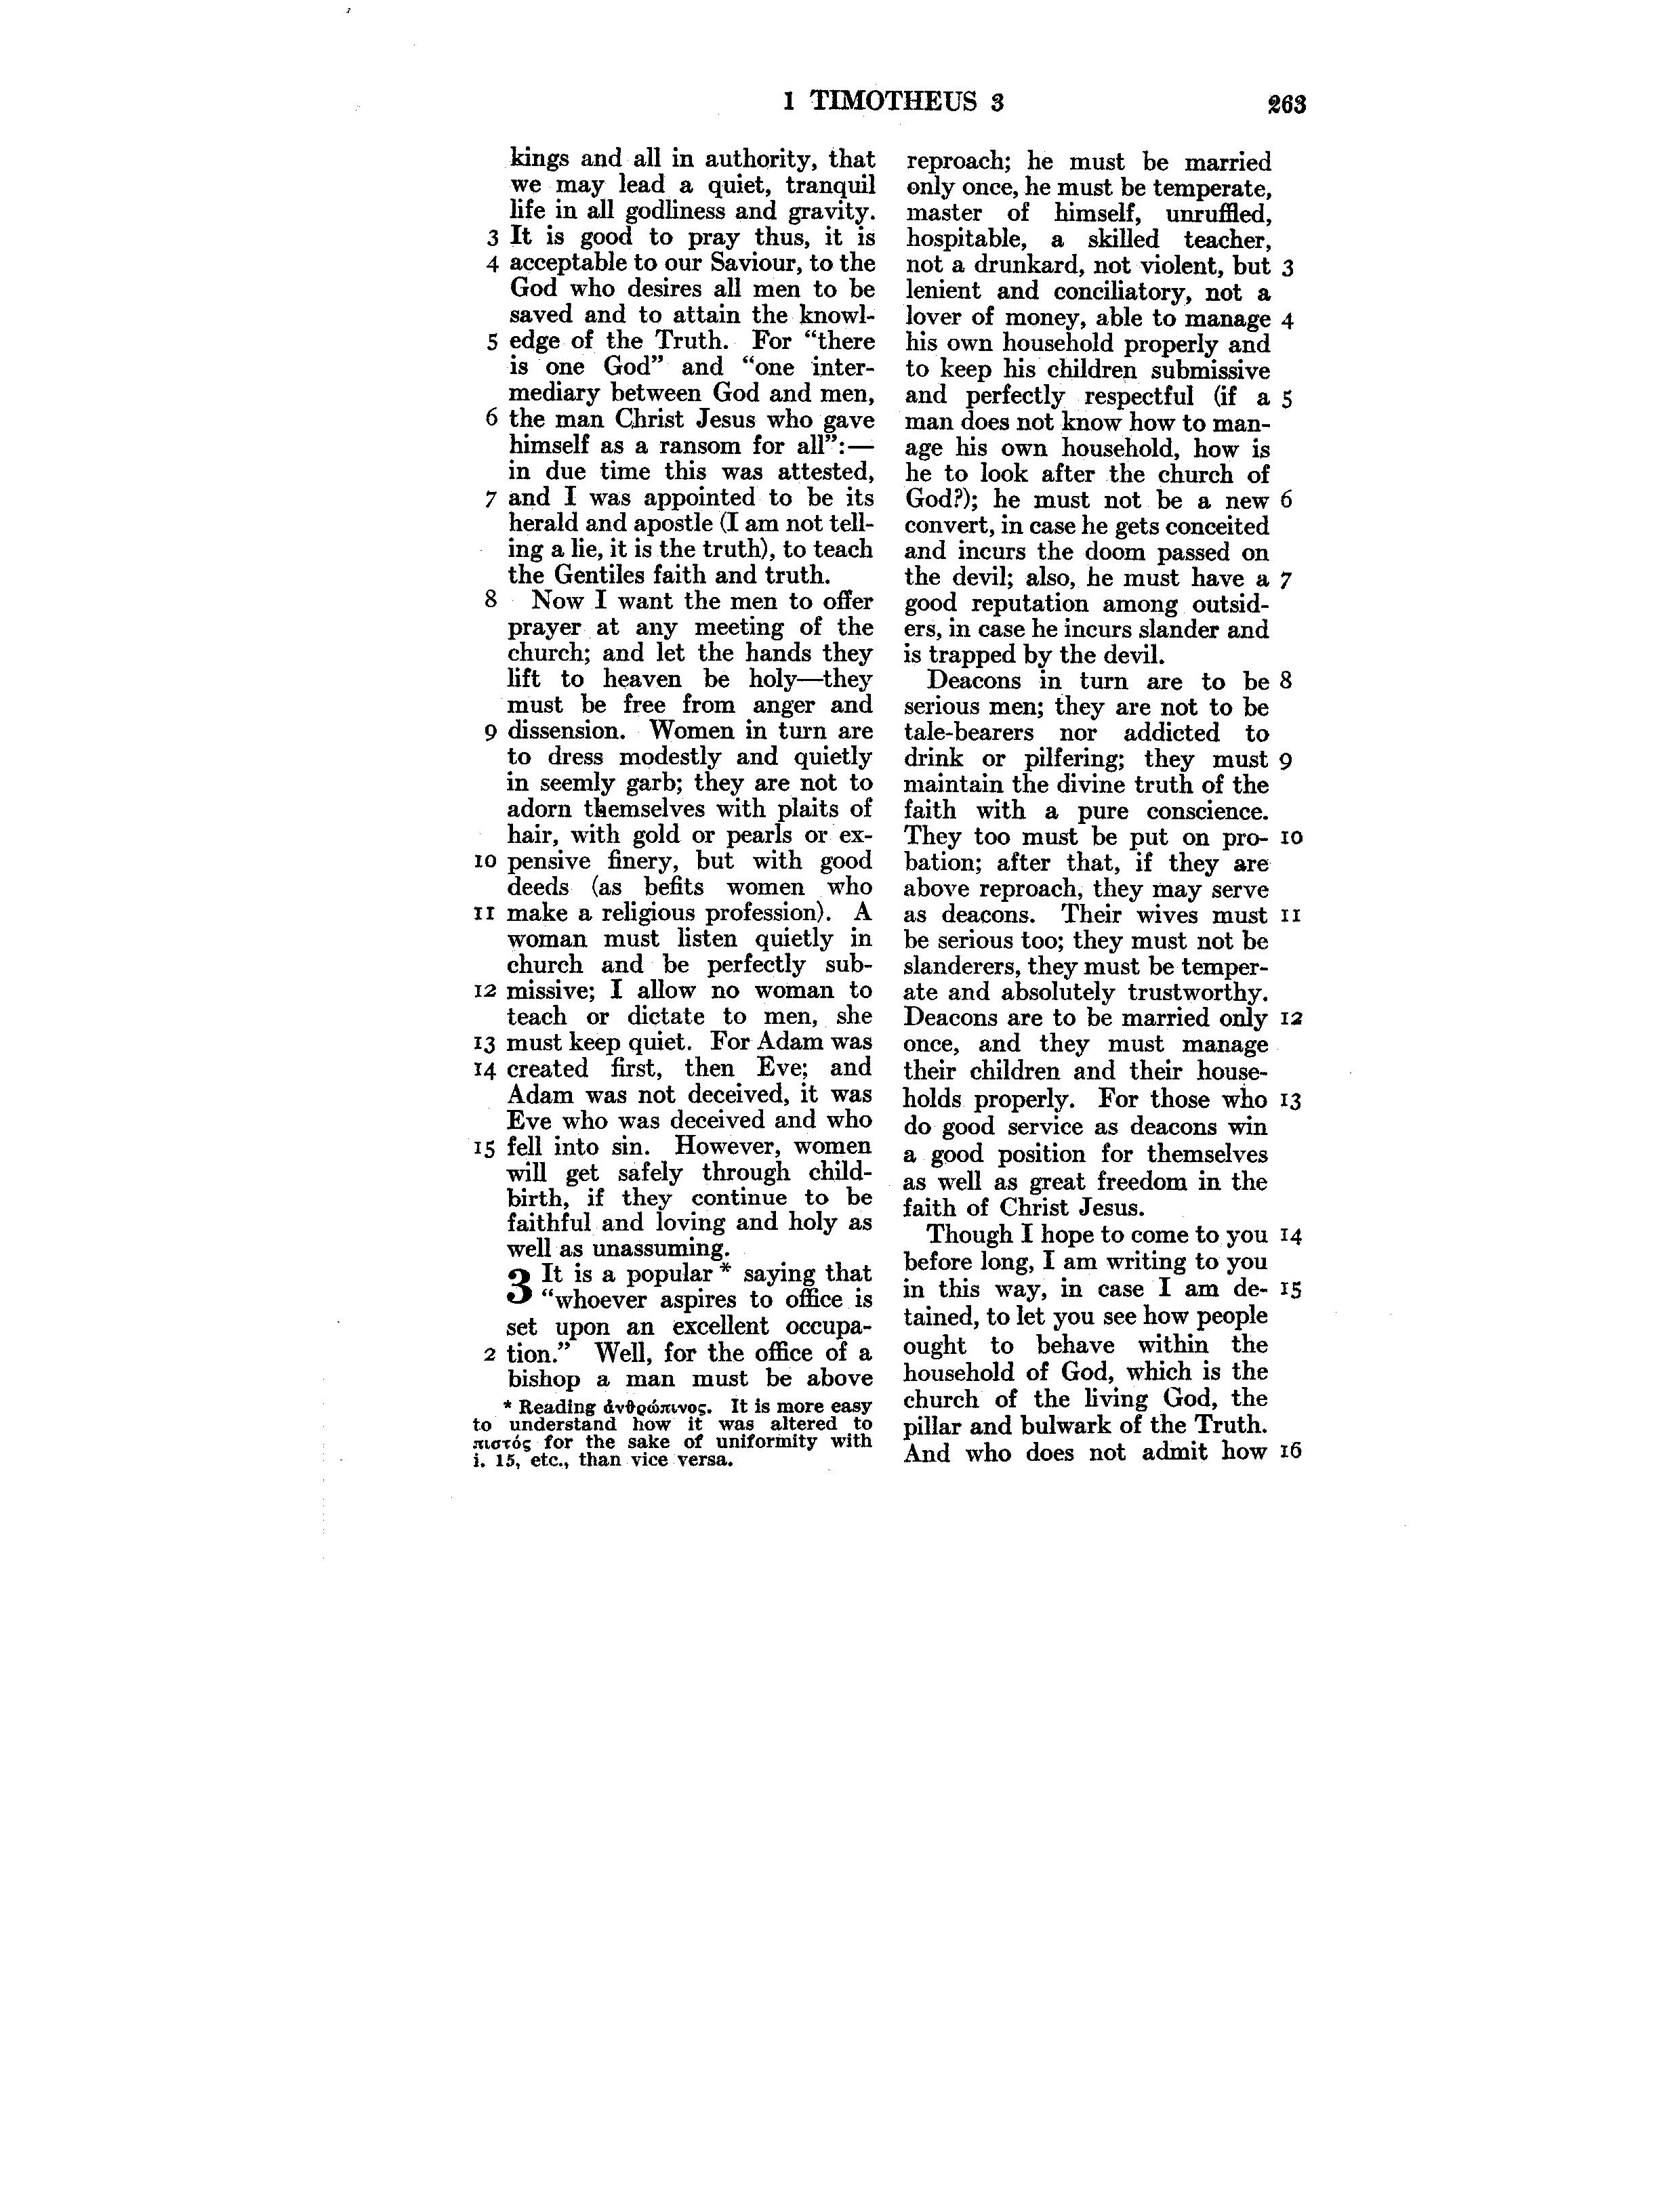 1 TIMOTHEUS 3
263
kings and all in authority, that
we may lead a quiet, tranquil
life in all godliness and gravity.
3 It is good to pray thus, it is
4 acceptable to our Saviour, to the
God who desires all men to be
saved and to attain the knowl-
5 edge of the Truth. For “there
is one God” and “one inter-
mediary between God and men,
6 the man Christ Jesus who gave
himself as a ransom for all”:—
in due time this was attested,
7 and I was appointed to be its
herald and apostle (I am not tell-
ing a lie, it is the truth), to teach
the Gentiles faith and truth.
8 Now I want the men to offer
prayer at any meeting of the
church; and let the hands they
lift to heaven be holy—they
must be free from anger and
9 dissension. Women in turn are
to dress modestly and quietly
in seemly garb; they are not to
adorn themselves with plaits of
hair, with gold or pearls or ex-
10 pensive finery, but with good
deeds (as befits women who
11 make a religious profession). A
woman must listen quietly in
church and be perfectly sub-
12 missive; I allow no woman to
teach or dictate to men, she
13 must keep quiet. For Adam was
14 created first, then Eve; and
Adam was not deceived, it was
Eve who was deceived and who
15 fell into sin. However, women
will get safely through child-
birth, if they continue to be
faithful and loving and holy as
well as unassuming.
3 It is a popular * saying that
“whoever aspires to office is
set upon an excellent occupa-
2 tion.” Well, for the office of a
bishop a man must be above
* Reading ἀνθρώπινος. It is more easy
to understand how it was altered to
πιστός for the sake of uniformity with
i. 15, etc., than vice versa.
reproach; he must be married
only once, he must be temperate,
master of himself, unruffled,
hospitable, a skilled teacher,
not a drunkard, not violent, but 3
lenient and conciliatory, not a
lover of money, able to manage 4
his own household properly and
to keep his children submissive
and perfectly respectful (if a 5
man does not know how to man-
age his own household, how is
he to look after the church of
God?); he must not be a new 6
convert, in case he gets conceited
and incurs the doom passed on
the devil; also, he must have a 7
good reputation among outsid-
ers, in case he incurs slander and
is trapped by the devil.
Deacons in turn are to be 8
serious men; they are not to be
tale-bearers nor addicted to
drink or pilfering; they must 9
maintain the divine truth of the
faith with a pure conscience.
They too must be put on pro- 10
bation; after that, if they are
above reproach, they may serve
as deacons. Their wives must 11
be serious too; they must not be
slanderers, they must be temper-
ate and absolutely trustworthy.
Deacons are to be married only 12
once, and they must manage
their children and their house-
holds properly. For those who 13
do good service as deacons win
a good position for themselves
as well as great freedom in the
faith of Christ Jesus.
Though I hope to come to you 14
before long, I am writing to you
in this way, in case I am de- 15
tained, to let you see how people
ought to behave within the
household of God, which is the
church of the living God, the
pillar and bulwark of the Truth.
And who does not admit how 16